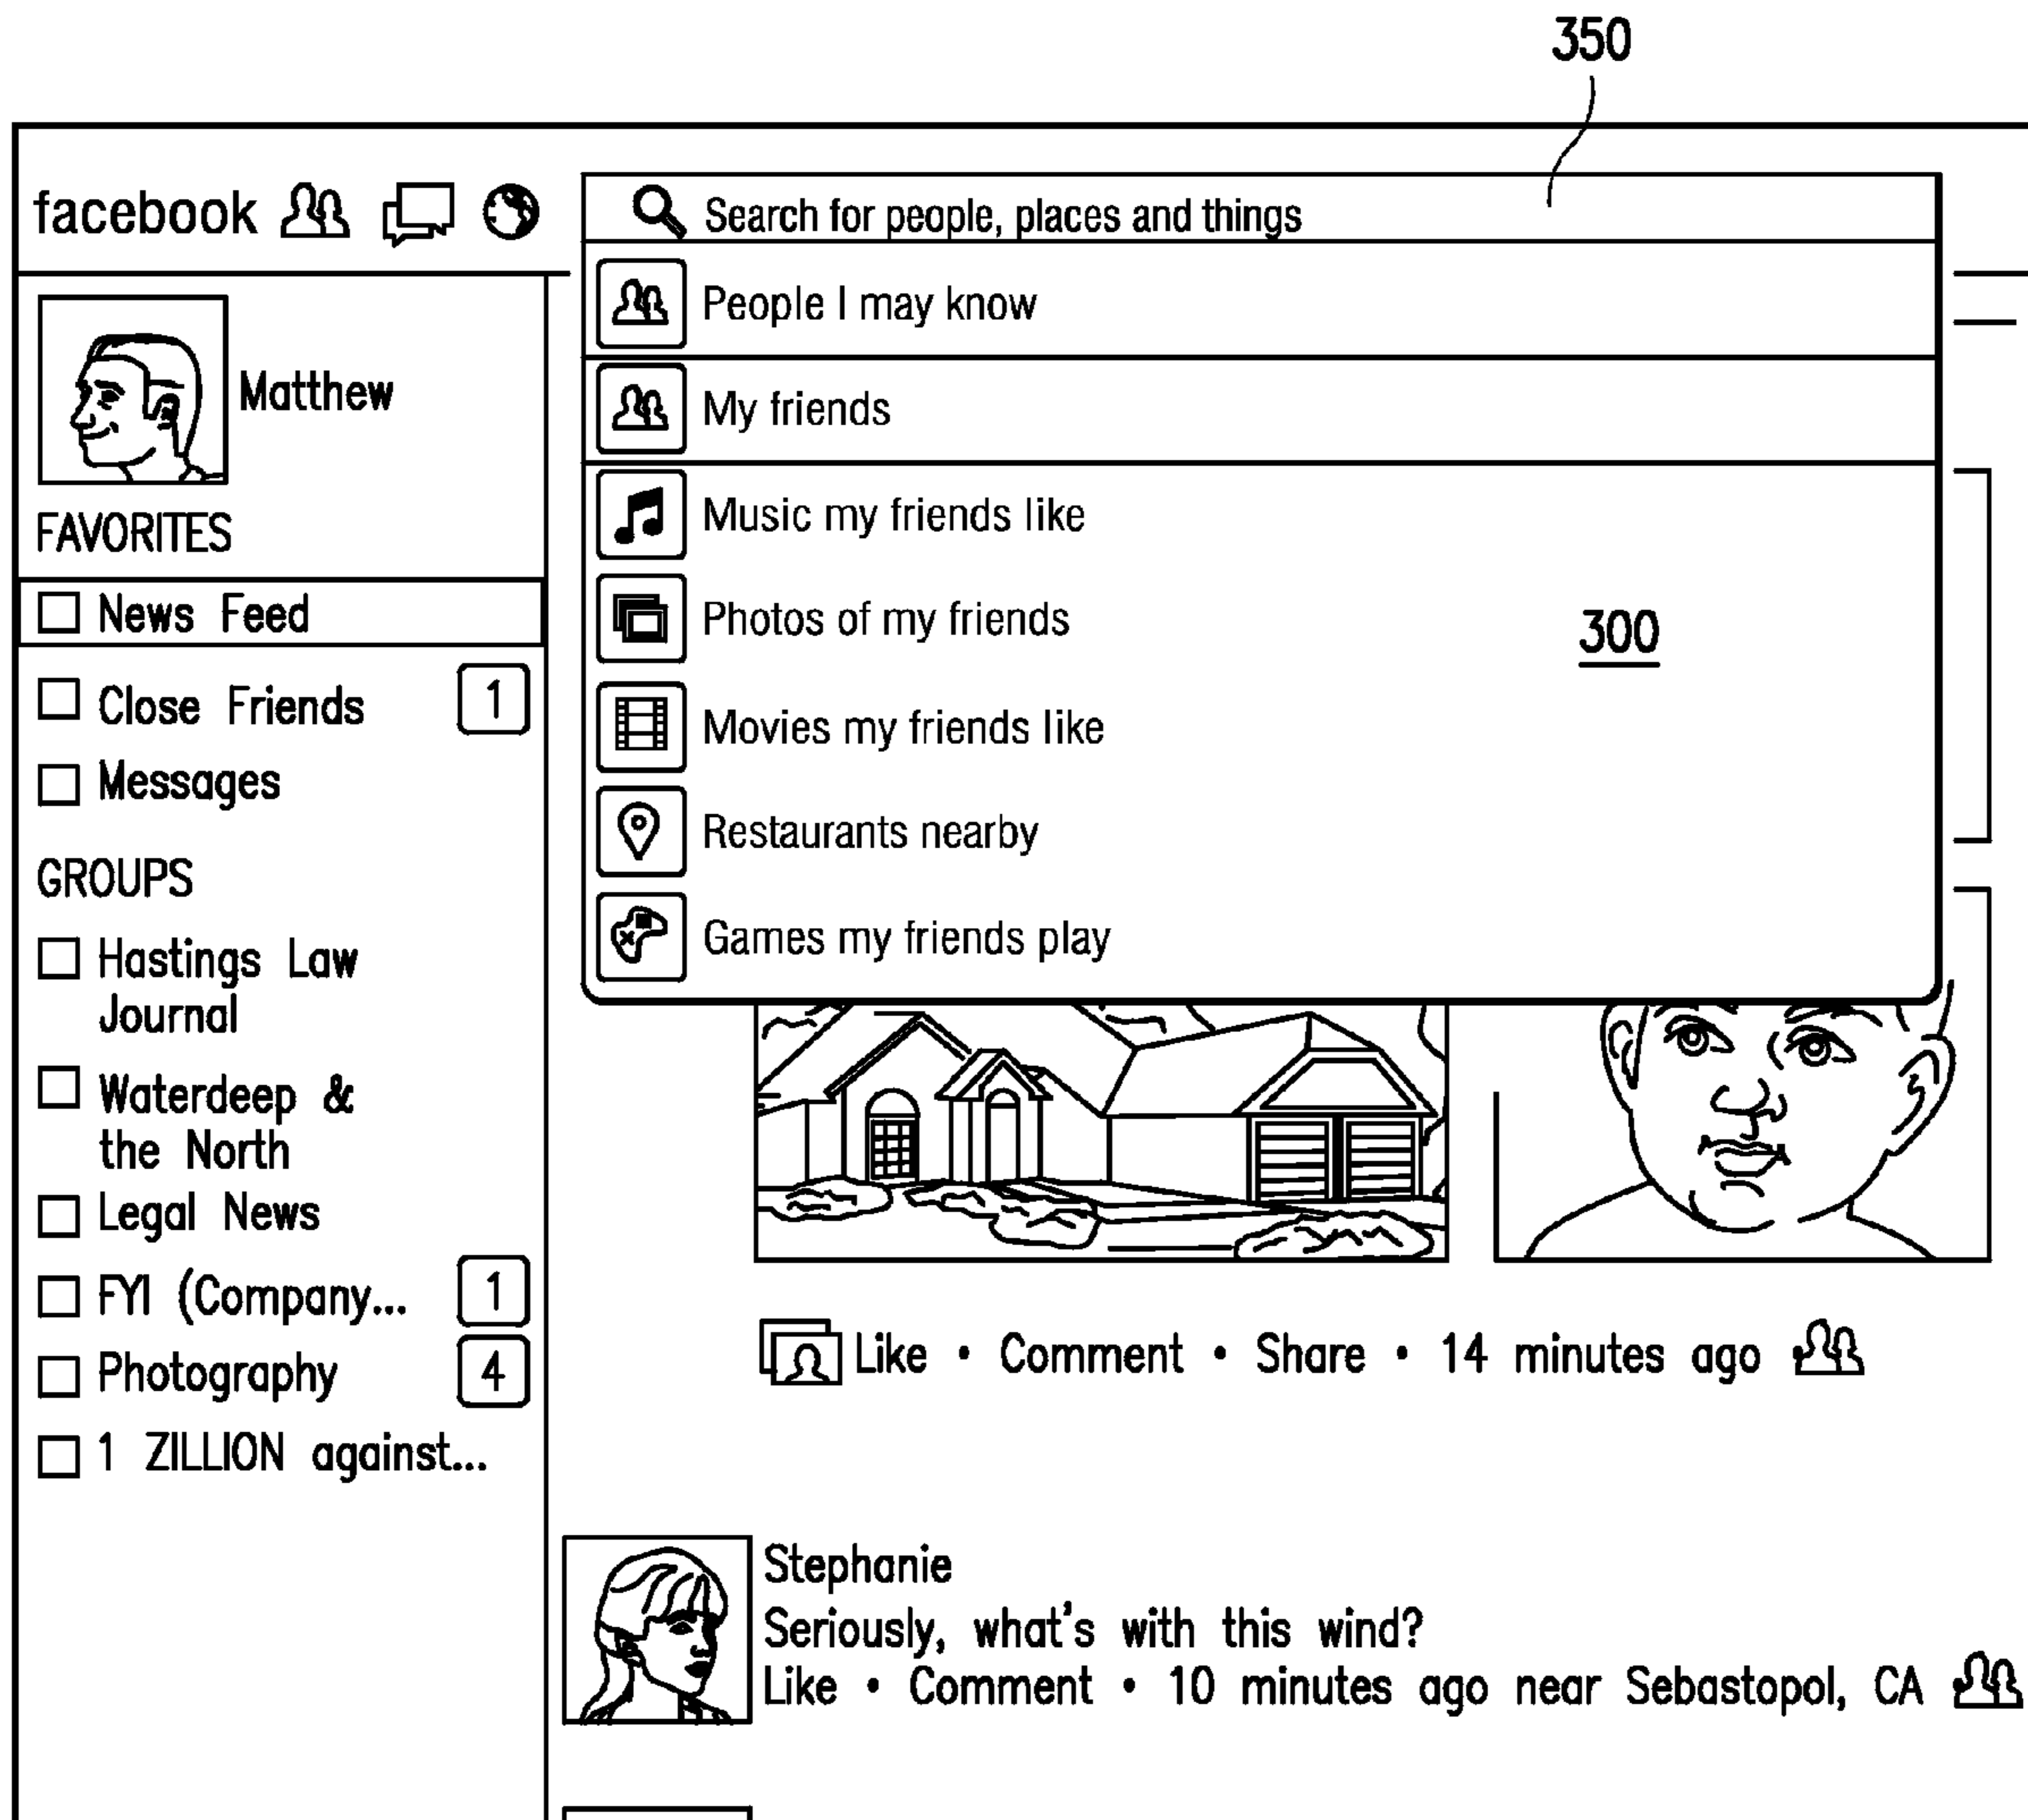 350
facebook
Search for people, places and things
People I may know
My friends
Music my friends like
Photos of my friends
300
Movies my friends like
Restaurants nearby
Games my friends play
Matthew
FAVORITES
News Feed
Close Friends 1
Messages
GROUPS
Hastings Law
Journal
Waterdeep &
the North
Legal News
FYI (Company... 1
Photography 4
1 ZILLION against...
Like • Comment • Share • 14 minutes ago
Stephanie
Seriously, what's with this wind?
Like • Comment • 10 minutes ago near Sebastopol, CA